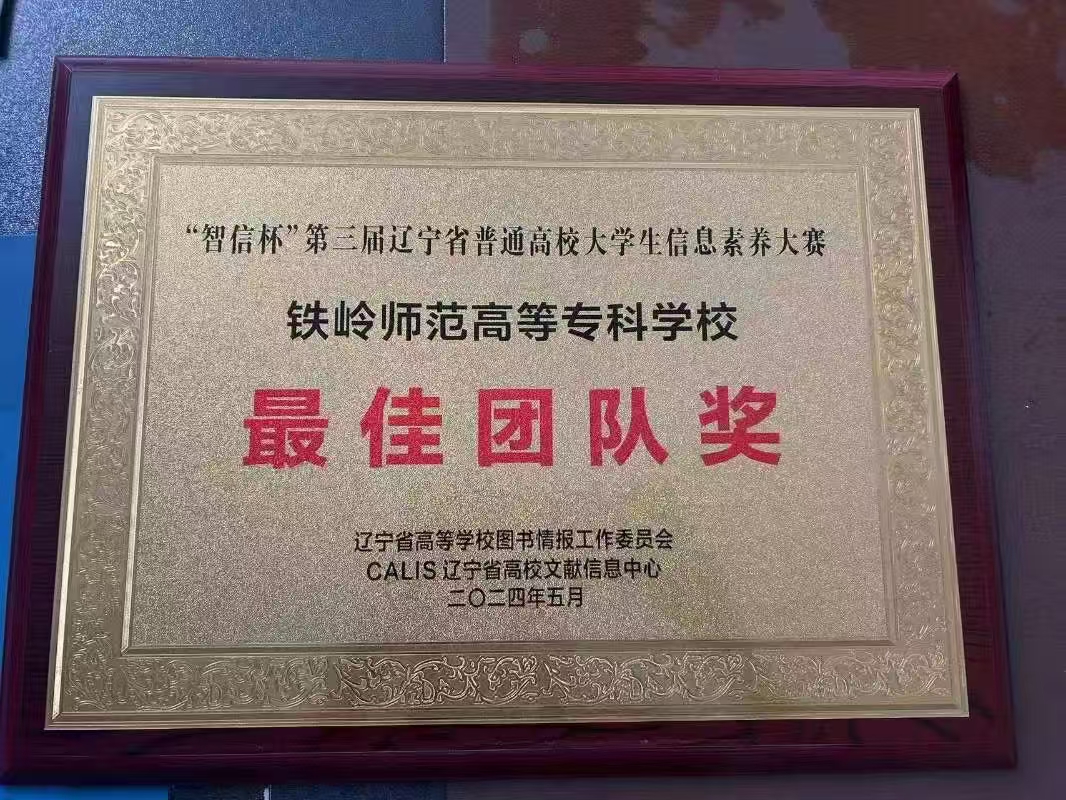 “智信杯”第三届辽宁省普通高校大学生信息素养大赛
铁岭师范高等专科学校
最佳团队奖
辽宁省高等学校图书情报工作委员会
CALIS辽宁省高校文献信息中心
二〇二四年五月